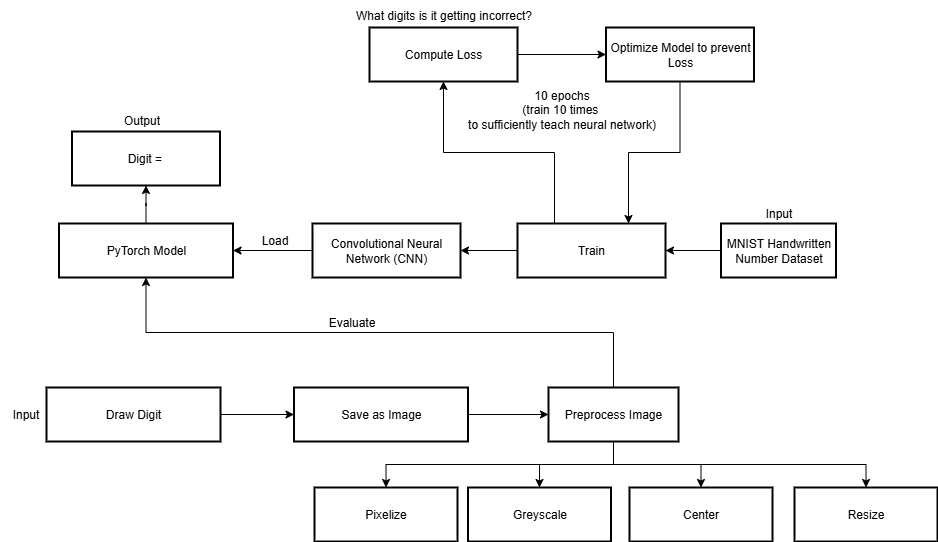 What digits is it getting incorrect?
Compute Loss
Optimize Model to prevent
Loss
10 epochs
(train 10 times
to sufficiently teach neural network)
Output
Digit =
Input
PyTorch Model
Load
Convolutional Neural
Network (CNN)
Train
MNIST Handwritten
Number Dataset
Evaluate
Input
Draw Digit
Save as Image
Preprocess Image
Pixelize
Greyscale
Center
Resize